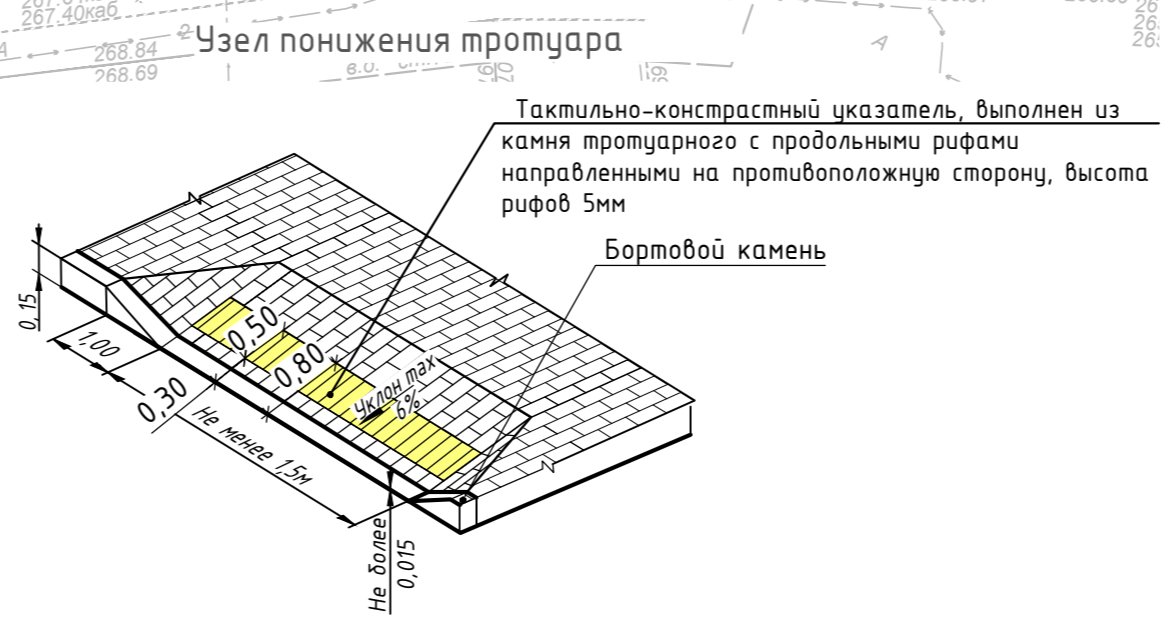 267.40каб
268.84
268.69
А
2
Узел понижения тротуара
в.о.
А
Тактильно-констрастный указатель, выполнен из
камня тротуарного с продольными рифами
направленными на противоположную сторону, высота
рифов 5мм
Бортовой камень
0,15
1,00
0,30
0,50
0,80
Уклон max
6%
Не менее 1,5м
Не более
0,015